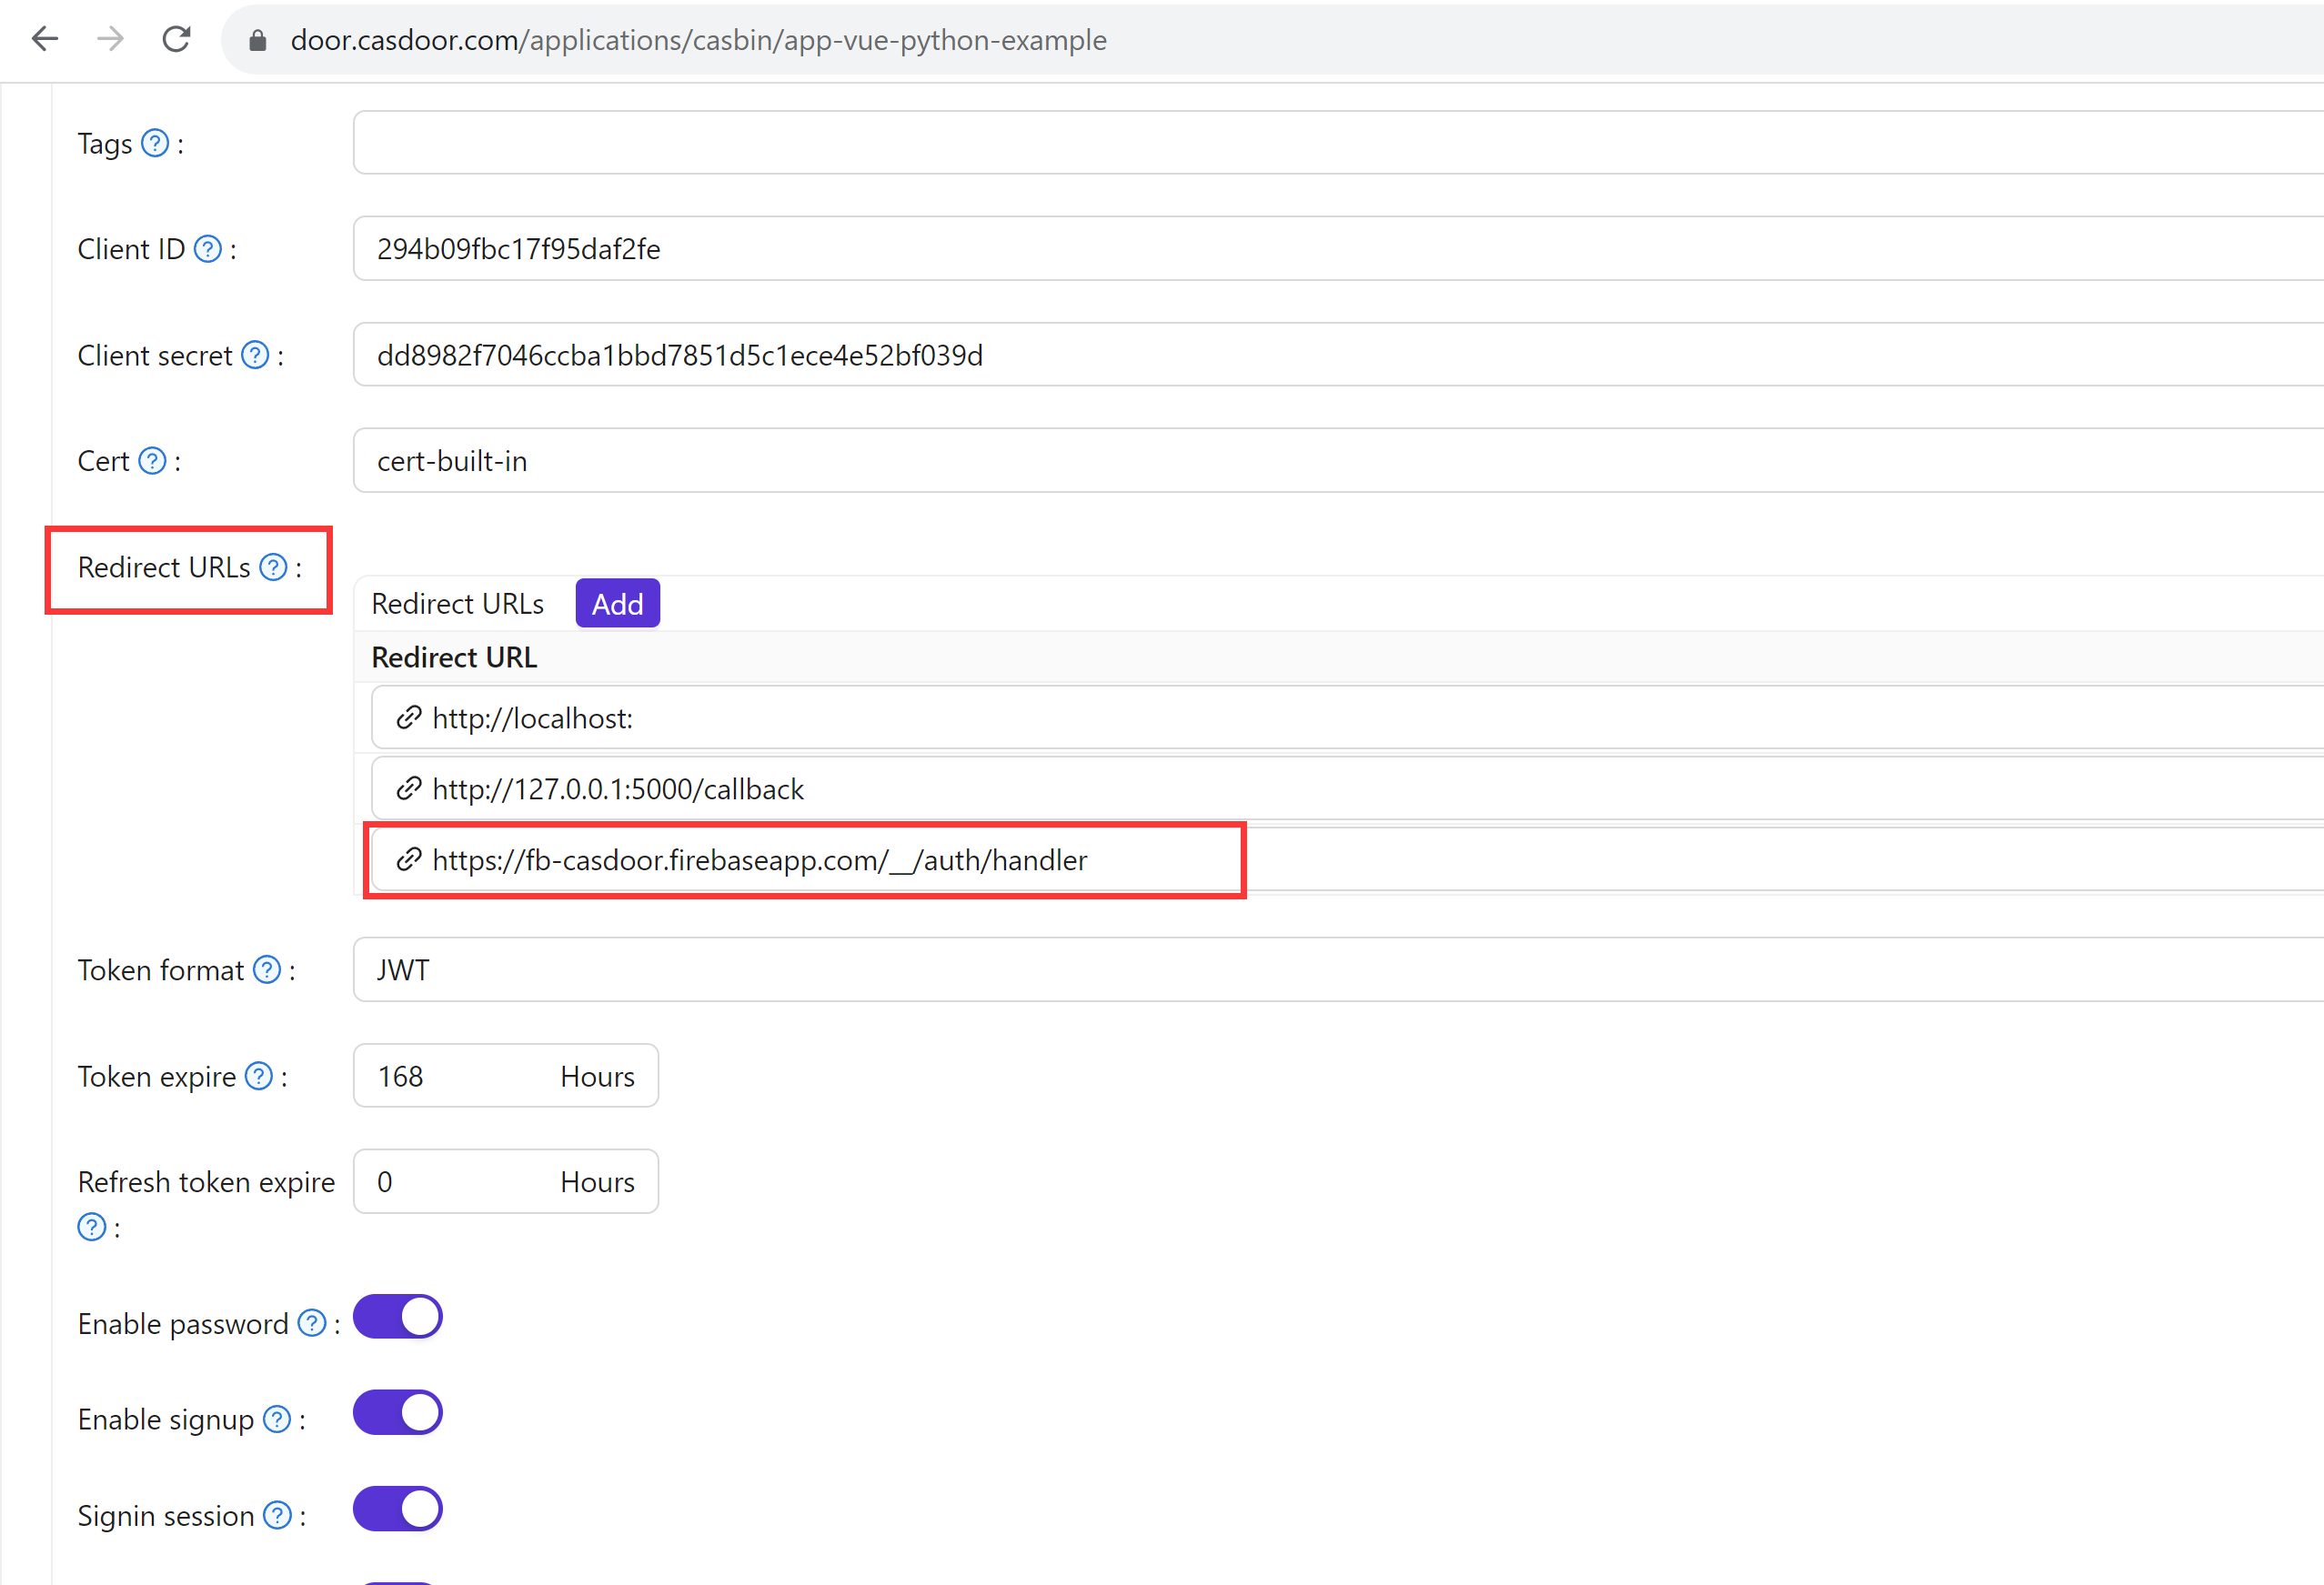 door.casdoor.com/applications/casbin/app-vue-python-example
Tags ? :
Client ID ? : 294b09fbc17f95daf2fe
Client secret ? : dd8982f7046ccba1bbd7851d5c1ece4e52bf039d
Cert ? : cert-built-in
Redirect URLs ? :
Redirect URLs Add
Redirect URL
http://localhost:
http://127.0.0.1:5000/callback
https://fb-casdoor.firebaseapp.com/__/auth/handler
Token format ? : JWT
Token expire ? : 168 Hours
Refresh token expire 0 Hours
? :
Enable password ? :
Enable signup ? :
Signin session ? :